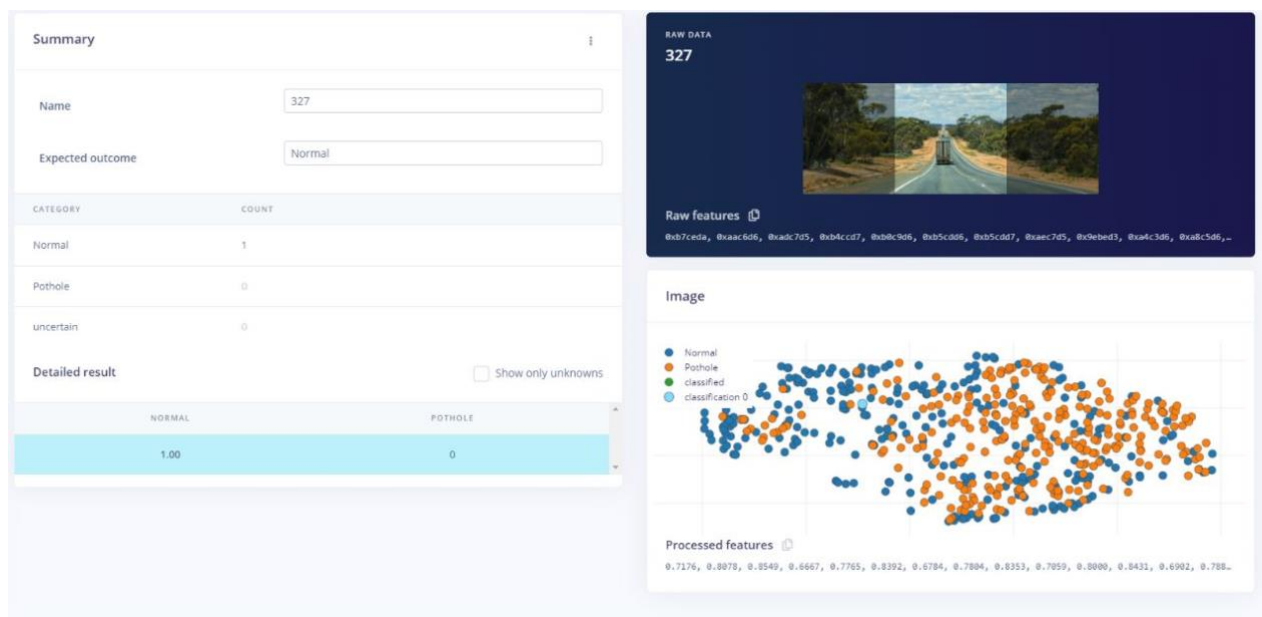 Summary
Name
327
Expected outcome
Normal
CATEGORY COUNT
Normal 1
Pothole 0
uncertain 0
Detailed result
Show only unknowns
NORMAL POTHOLE
1.00 0
RAW DATA
327
Raw features
0xb7ceda, 0xaac6d6, 0xadc7d5, 0xb4ccd7, 0xb0c9d6, 0xb5cdd6, 0xb5cdd7, 0xaec7d5, 0x9ebed3, 0xa4c3d6, 0xa8c5d6,…
Image
Normal
Pothole
classified
classification 0
Processed features
0.7176, 0.8078, 0.8549, 0.6667, 0.7765, 0.8392, 0.6784, 0.7804, 0.8353, 0.7059, 0.8000, 0.8431, 0.6902, 0.788…